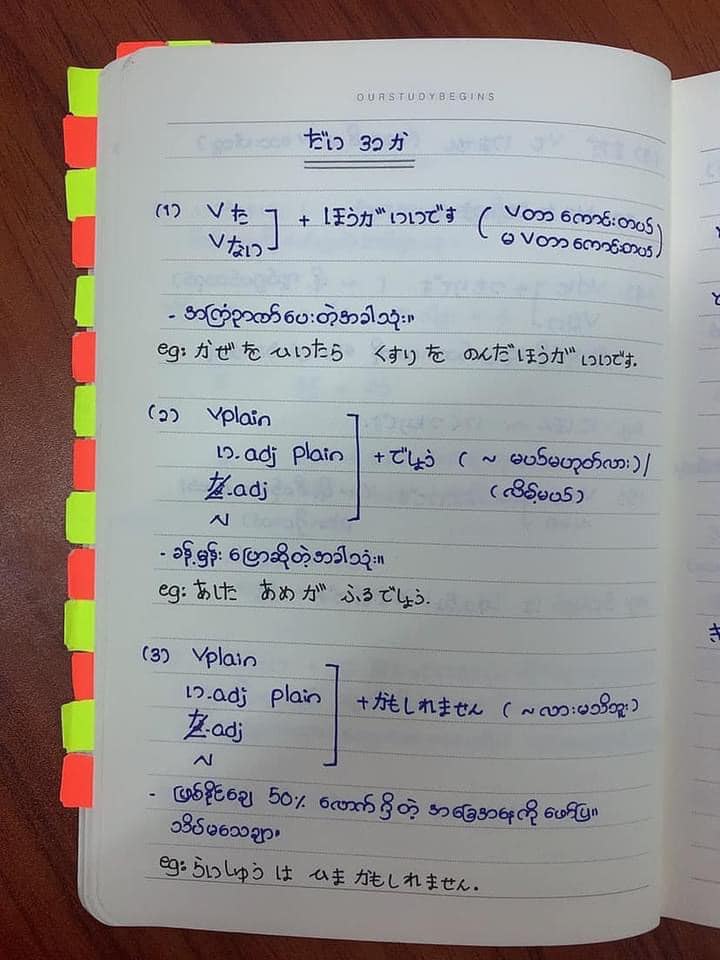 OURSTUDYBEGINS
だい ၃၁ か
(၁) Vた
Vない ] + ほうがいいです ( Vတာ ကောင်းတယ်
မ Vတာ ကောင်းတယ် )
- အကြံဉာဏ်ပေးတဲ့အခါသုံး။
eg: かぜを ひいたら くすりを のんだほうが いいです.
(၂) Vplain
い.adj plain ] +でしょう ( ~ မယ်မဟုတ်လား)/
な.adj (လိမ့်မယ်)
N
- ခန့်မှန်း ပြောဆိုတဲ့အခါသုံး။
eg: あした あめが ふるでしょう.
(၃) Vplain
い.adj plain ] +かもしれません ( ~လားမသိဘူး )
な.adj
N
- ဖြစ်နိုင်ချေ 50% လောက်ရှိတဲ့ အခြေအနေကို ဖော်ပြ။
သိပ်မသေချာ။
eg: らいしゅう は ひま かもしれません.